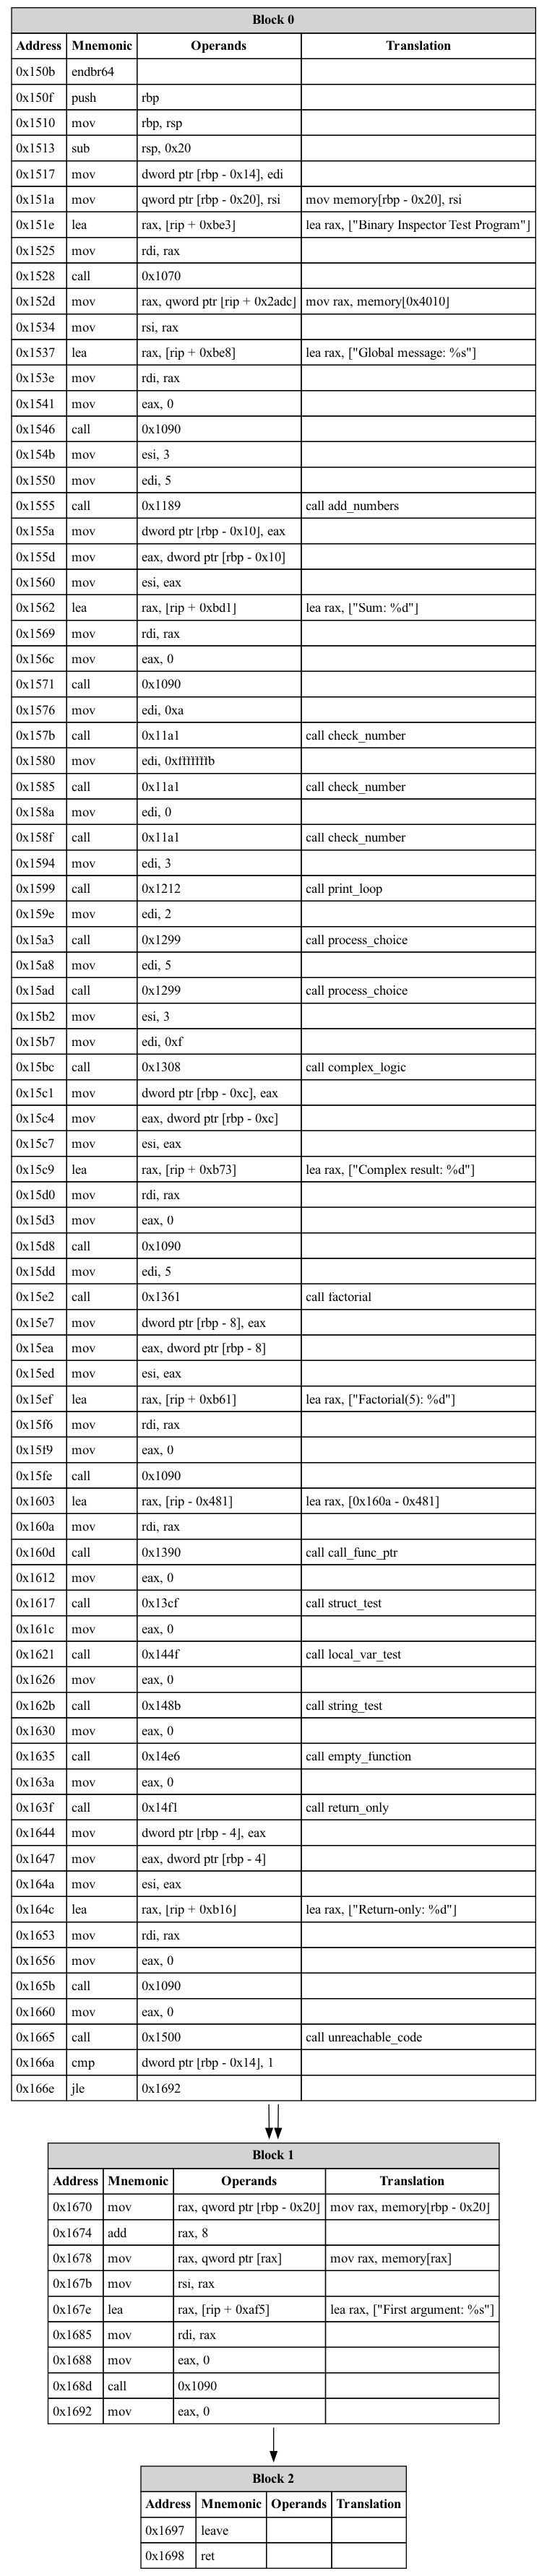 Block 0
Address Mnemonic Operands Translation
0x150b endbr64
0x150f push rbp
0x1510 mov rbp, rsp
0x1513 sub rsp, 0x20
0x1517 mov dword ptr [rbp - 0x14], edi
0x151a mov qword ptr [rbp - 0x20], rsi mov memory[rbp - 0x20], rsi
0x151e lea rax, [rip + 0xbe3] lea rax, ["Binary Inspector Test Program"]
0x1525 mov rdi, rax
0x1528 call 0x1070
0x152d mov rax, qword ptr [rip + 0x2adc] mov rax, memory[0x4010]
0x1534 mov rsi, rax
0x1537 lea rax, [rip + 0xbe8] lea rax, ["Global message: %s"]
0x153e mov rdi, rax
0x1541 mov eax, 0
0x1546 call 0x1090
0x154b mov esi, 3
0x1550 mov edi, 5
0x1555 call 0x1189 call add_numbers
0x155a mov dword ptr [rbp - 0x10], eax
0x155d mov eax, dword ptr [rbp - 0x10]
0x1560 mov esi, eax
0x1562 lea rax, [rip + 0xbd1] lea rax, ["Sum: %d"]
0x1569 mov rdi, rax
0x156c mov eax, 0
0x1571 call 0x1090
0x1576 mov edi, 0xa
0x157b call 0x11a1 call check_number
0x1580 mov edi, 0xfffffffb
0x1585 call 0x11a1 call check_number
0x158a mov edi, 0
0x158f call 0x11a1 call check_number
0x1594 mov edi, 3
0x1599 call 0x1212 call print_loop
0x159e mov edi, 2
0x15a3 call 0x1299 call process_choice
0x15a8 mov edi, 5
0x15ad call 0x1299 call process_choice
0x15b2 mov esi, 3
0x15b7 mov edi, 0xf
0x15bc call 0x1308 call complex_logic
0x15c1 mov dword ptr [rbp - 0xc], eax
0x15c4 mov eax, dword ptr [rbp - 0xc]
0x15c7 mov esi, eax
0x15c9 lea rax, [rip + 0xb73] lea rax, ["Complex result: %d"]
0x15d0 mov rdi, rax
0x15d3 mov eax, 0
0x15d8 call 0x1090
0x15dd mov edi, 5
0x15e2 call 0x1361 call factorial
0x15e7 mov dword ptr [rbp - 8], eax
0x15ea mov eax, dword ptr [rbp - 8]
0x15ed mov esi, eax
0x15ef lea rax, [rip + 0xb61] lea rax, ["Factorial(5): %d"]
0x15f6 mov rdi, rax
0x15f9 mov eax, 0
0x15fe call 0x1090
0x1603 lea rax, [rip - 0x481] lea rax, [0x160a - 0x481]
0x160a mov rdi, rax
0x160d call 0x1390 call call_func_ptr
0x1612 mov eax, 0
0x1617 call 0x13cf call struct_test
0x161c mov eax, 0
0x1621 call 0x144f call local_var_test
0x1626 mov eax, 0
0x162b call 0x148b call string_test
0x1630 mov eax, 0
0x1635 call 0x14e6 call empty_function
0x163a mov eax, 0
0x163f call 0x14f1 call return_only
0x1644 mov dword ptr [rbp - 4], eax
0x1647 mov eax, dword ptr [rbp - 4]
0x164a mov esi, eax
0x164c lea rax, [rip + 0xb16] lea rax, ["Return-only: %d"]
0x1653 mov rdi, rax
0x1656 mov eax, 0
0x165b call 0x1090
0x1660 mov eax, 0
0x1665 call 0x1500 call unreachable_code
0x166a cmp dword ptr [rbp - 0x14], 1
0x166e jle 0x1692
Block 1
Address Mnemonic Operands Translation
0x1670 mov rax, qword ptr [rbp - 0x20] mov rax, memory[rbp - 0x20]
0x1674 add rax, 8
0x1678 mov rax, qword ptr [rax] mov rax, memory[rax]
0x167b mov rsi, rax
0x167e lea rax, [rip + 0xaf5] lea rax, ["First argument: %s"]
0x1685 mov rdi, rax
0x1688 mov eax, 0
0x168d call 0x1090
0x1692 mov eax, 0
Block 2
Address Mnemonic Operands Translation
0x1697 leave
0x1698 ret